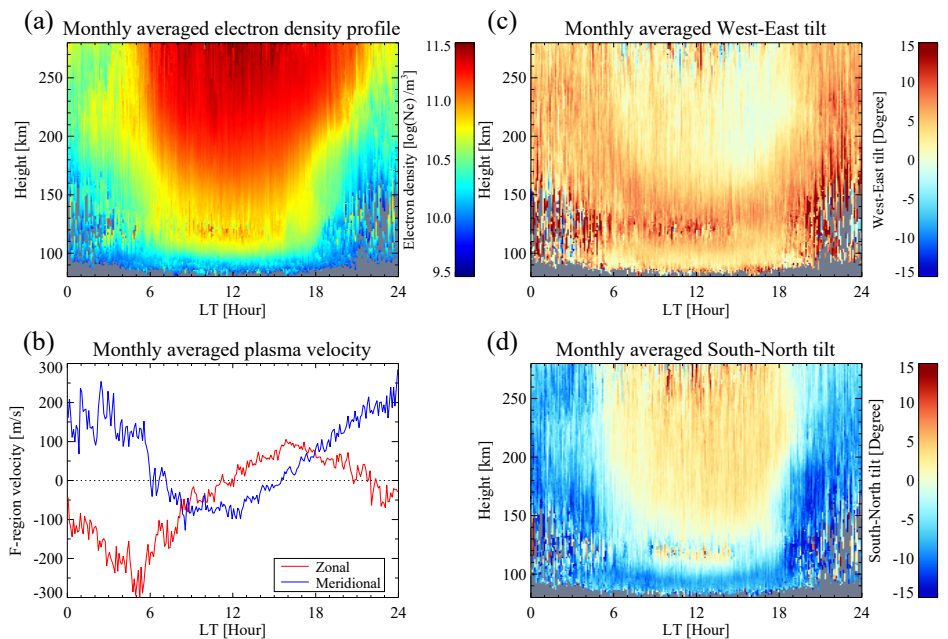 (a)
Monthly averaged electron density profile
Height [km]
250
200
150
100
0
6
12
18
24
LT [Hour]
11.5
11.0
10.5
10.0
9.5
Electron density [log(Ne) /m³]
(c)
Monthly averaged West-East tilt
Height [km]
250
200
150
100
0
6
12
18
24
LT [Hour]
15
10
5
0
-5
-10
-15
West-East tilt [Degree]
(b)
Monthly averaged plasma velocity
F-region velocity [m/s]
300
200
100
0
-100
-200
-300
0
6
12
18
24
LT [Hour]
Zonal
Meridional
(d)
Monthly averaged South-North tilt
Height [km]
250
200
150
100
0
6
12
18
24
LT [Hour]
15
10
5
0
-5
-10
-15
South-North tilt [Degree]